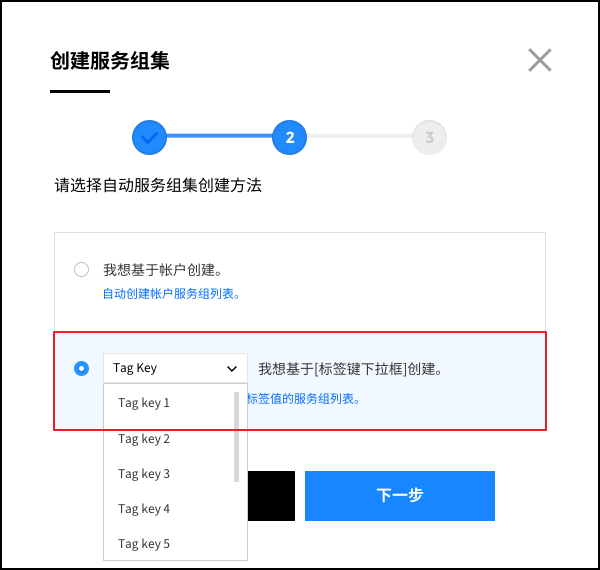 创建服务组集
2
3
请选择自动服务组集创建方法
我想基于帐户创建。
自动创建帐户服务组列表。
Tag Key
我想基于[标签键下拉框]创建。
标签值的服务组列表。
Tag key 1
Tag key 2
Tag key 3
Tag key 4
Tag key 5
下一步